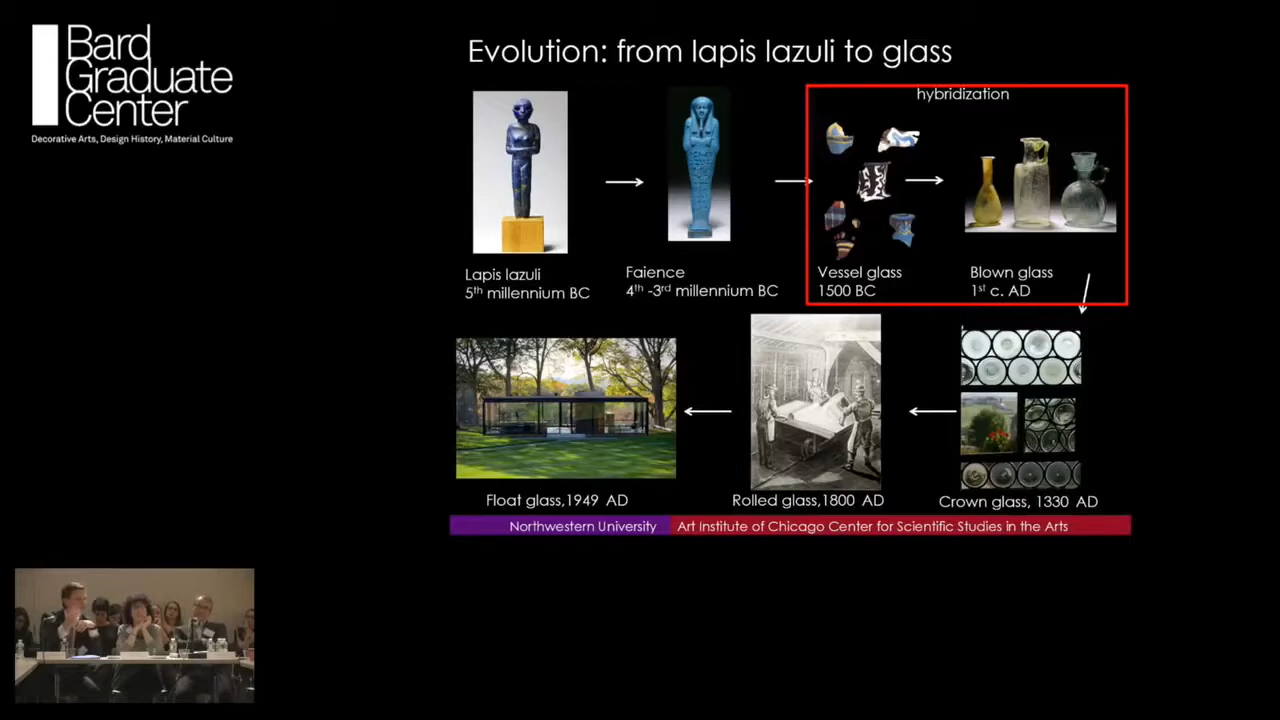 Bard
Graduate
Center
Decorative Arts, Design History, Material Culture
Evolution: from lapis lazuli to glass
hybridization
Lapis lazuli
5th millennium BC
Faience
4th -3rd millennium BC
Vessel glass
1500 BC
Blown glass
1st c. AD
Float glass,1949 AD
Rolled glass,1800 AD
Crown glass, 1330 AD
Northwestern University
Art Institute of Chicago Center for Scientific Studies in the Arts